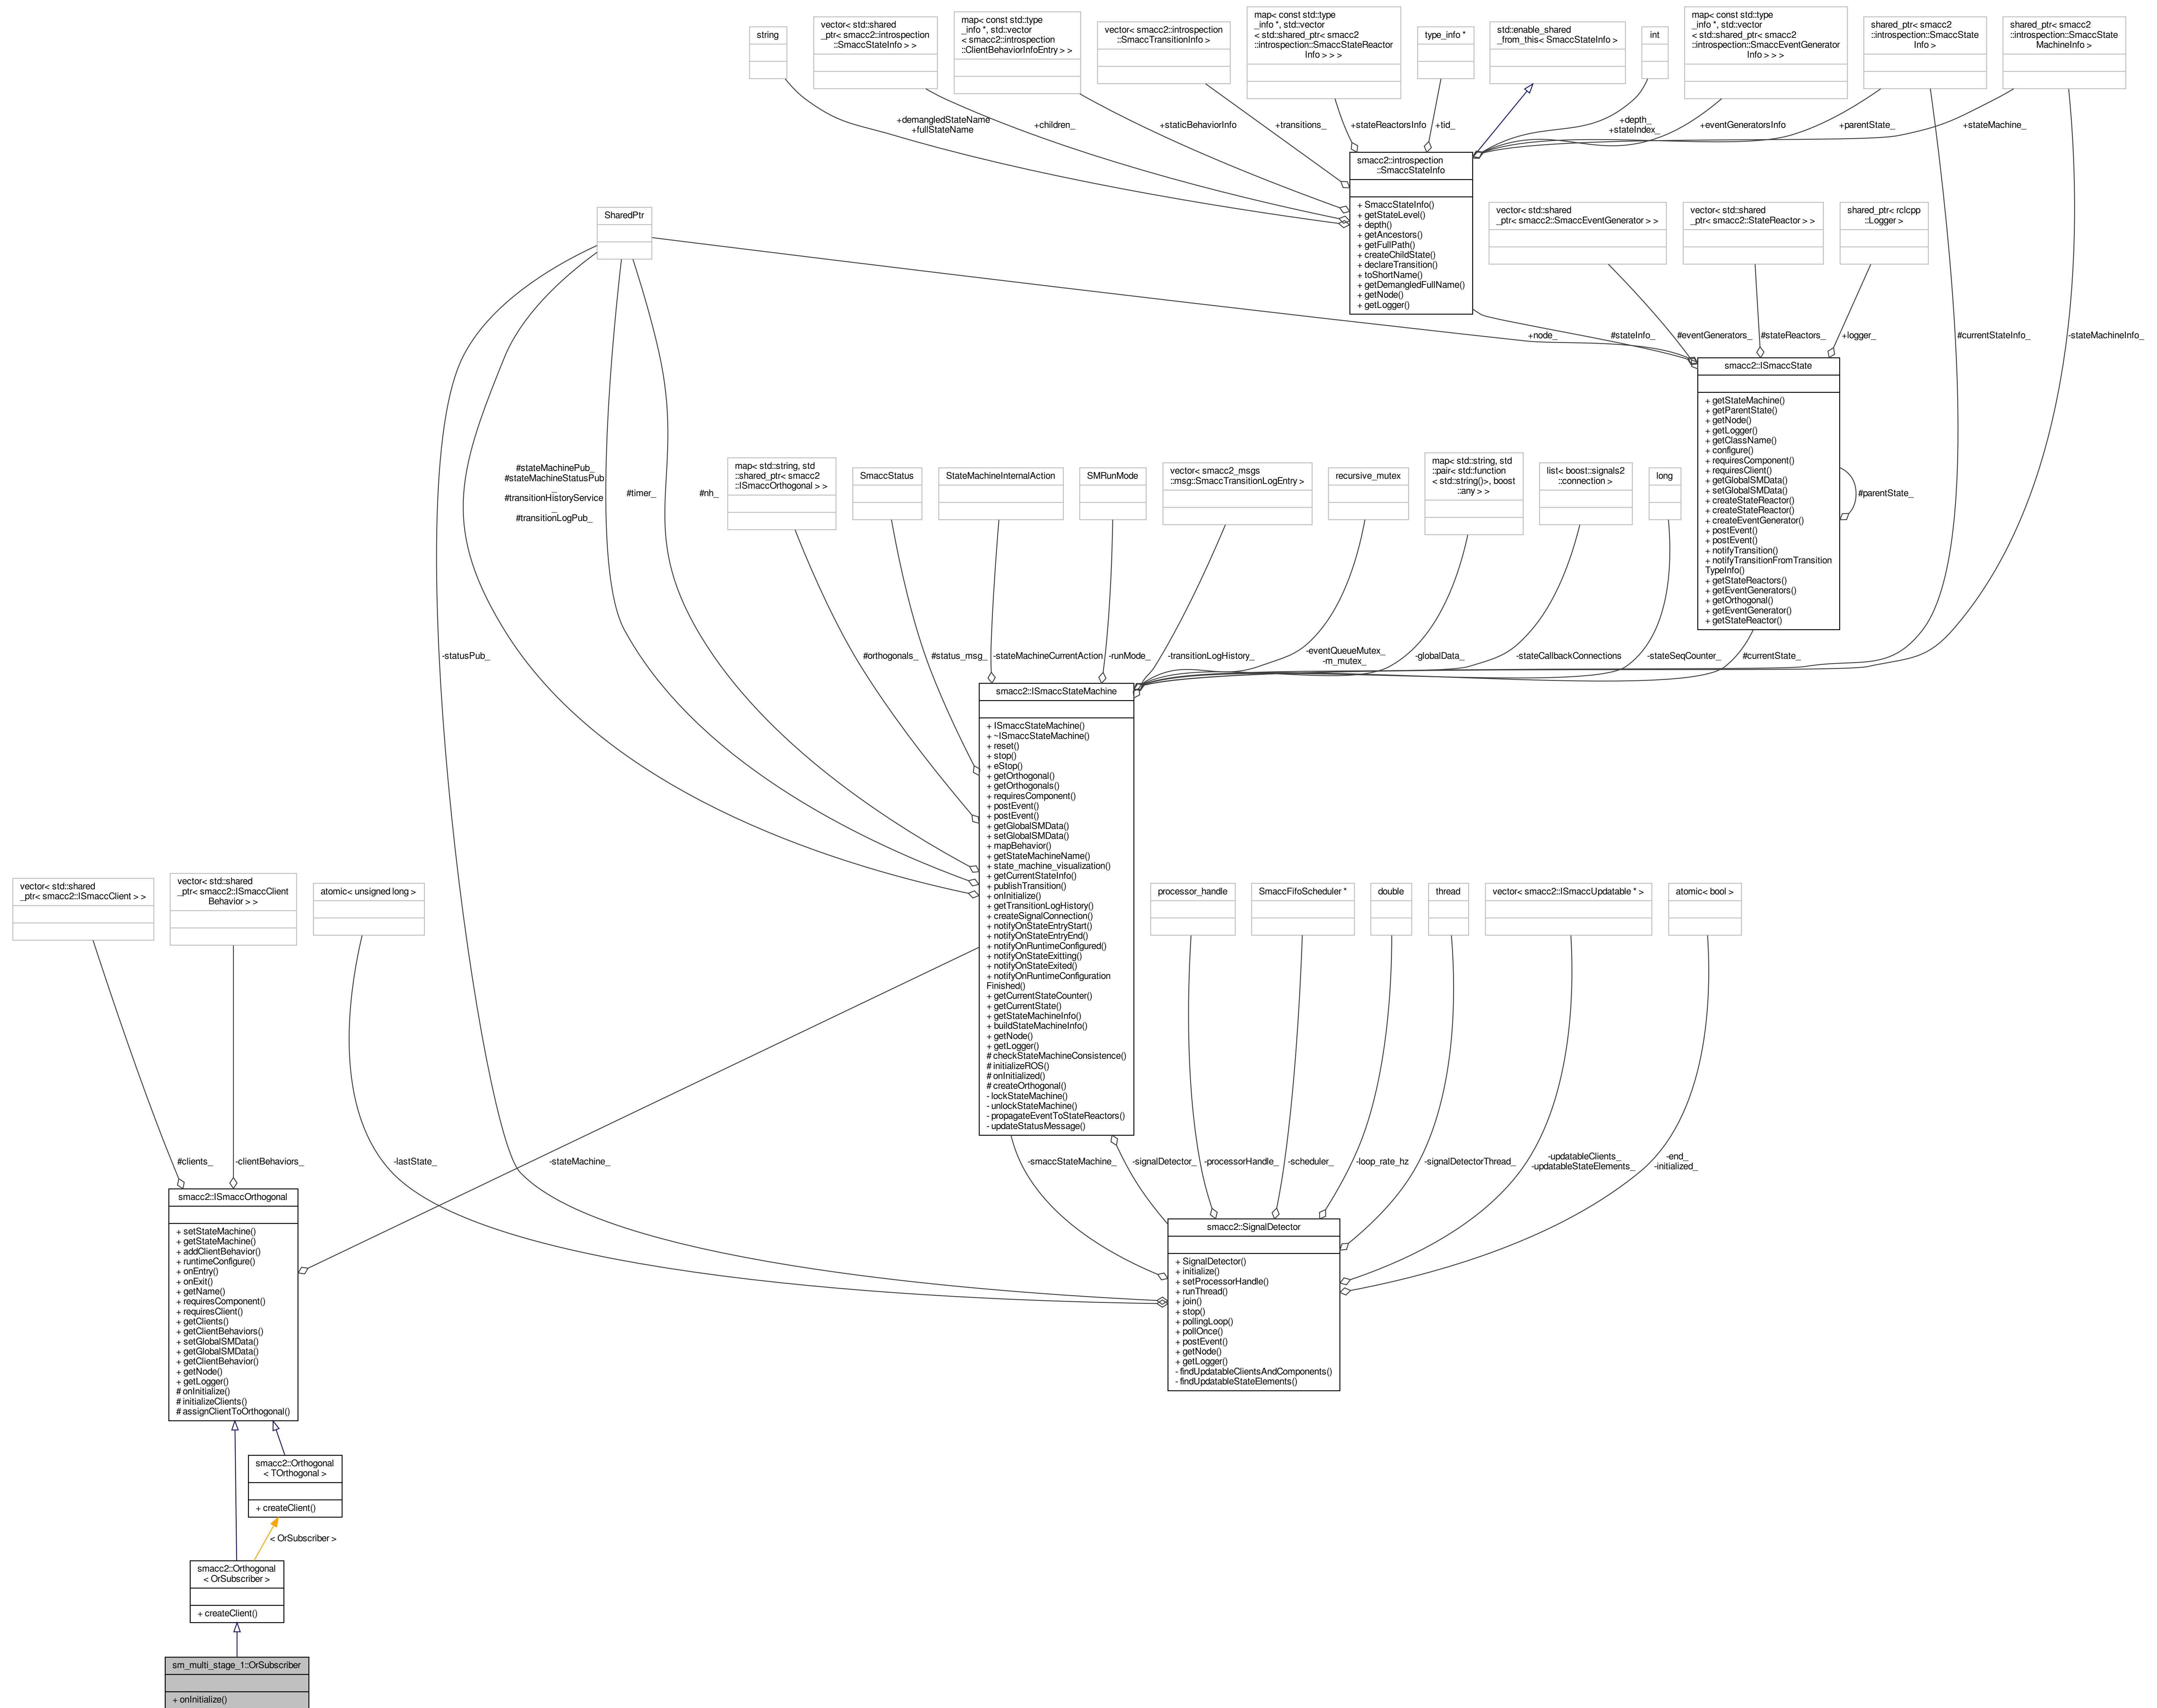 string
vector< std::shared
_ptr< smacc2::introspection
::SmaccStateInfo > >
map< const std::type
_info *, std::vector
< smacc2::introspection
::ClientBehaviorInfoEntry > >
vector< smacc2::introspection
::SmaccTransitionInfo >
map< const std::type
_info *, std::vector
< std::shared_ptr< smacc2
::introspection::SmaccStateReactor
Info > > >
type_info *
std::enable_shared
_from_this< SmaccStateInfo >
int
map< const std::type
_info *, std::vector
< std::shared_ptr< smacc2
::introspection::SmaccEventGenerator
Info > > >
shared_ptr< smacc2
::introspection::SmaccState
Info >
shared_ptr< smacc2
::introspection::SmaccState
MachineInfo >
+demangledStateName
+fullStateName
+children_
+staticBehaviorInfo
+transitions_
+stateReactorsInfo
+tid_
+depth_
+stateIndex_
+eventGeneratorsInfo
+parentState_
+stateMachine_
smacc2::introspection
::SmaccStateInfo
+ SmaccStateInfo()
+ getStateLevel()
+ depth()
+ getAncestors()
+ getFullPath()
+ createChildState()
+ declareTransition()
+ toShortName()
+ getDemangledFullName()
+ getNode()
+ getLogger()
SharedPtr
vector< std::shared
_ptr< smacc2::SmaccEventGenerator > >
vector< std::shared
_ptr< smacc2::StateReactor > >
shared_ptr< rclcpp
::Logger >
+node_
#stateInfo_
#eventGenerators_
#stateReactors_
+logger_
#currentStateInfo_
-stateMachineInfo_
smacc2::ISmaccState
+ getStateMachine()
+ getParentState()
+ getNode()
+ getLogger()
+ getClassName()
+ configure()
+ requiresComponent()
+ requiresClient()
+ getGlobalSMData()
+ setGlobalSMData()
+ createStateReactor()
+ createStateReactor()
+ createEventGenerator()
+ postEvent()
+ postEvent()
+ notifyTransition()
+ notifyTransitionFromTransition
TypeInfo()
+ getStateReactors()
+ getEventGenerators()
+ getOrthogonal()
+ getEventGenerator()
+ getStateReactor()
#parentState_
#stateMachinePub_
#stateMachineStatusPub
_
#transitionHistoryService
_
#transitionLogPub_
#timer_
#nh_
map< std::string, std
::shared_ptr< smacc2
::ISmaccOrthogonal > >
SmaccStatus
StateMachineInternalAction
SMRunMode
vector< smacc2_msgs
::msg::SmaccTransitionLogEntry >
recursive_mutex
map< std::string, std
::pair< std::function
< std::string()>, boost
::any > >
list< boost::signals2
::connection >
long
-statusPub_
#orthogonals_
#status_msg_
-stateMachineCurrentAction
-runMode_
-transitionLogHistory_
-eventQueueMutex_
-m_mutex_
-globalData_
-stateCallbackConnections
-stateSeqCounter_
#currentState_
smacc2::ISmaccStateMachine
+ ISmaccStateMachine()
+ ~ISmaccStateMachine()
+ reset()
+ stop()
+ eStop()
+ getOrthogonal()
+ getOrthogonals()
+ requiresComponent()
+ postEvent()
+ postEvent()
+ getGlobalSMData()
+ setGlobalSMData()
+ mapBehavior()
+ getStateMachineName()
+ state_machine_visualization()
+ getCurrentStateInfo()
+ publishTransition()
+ onInitialize()
+ getTransitionLogHistory()
+ createSignalConnection()
+ notifyOnStateEntryStart()
+ notifyOnStateEntryEnd()
+ notifyOnRuntimeConfigured()
+ notifyOnStateExitting()
+ notifyOnStateExited()
+ notifyOnRuntimeConfiguration
Finished()
+ getCurrentStateCounter()
+ getCurrentState()
+ getStateMachineInfo()
+ buildStateMachineInfo()
+ getNode()
+ getLogger()
# checkStateMachineConsistence()
# initializeROS()
# onInitialized()
# createOrthogonal()
- lockStateMachine()
- unlockStateMachine()
- propagateEventToStateReactors()
- updateStatusMessage()
vector< std::shared
_ptr< smacc2::ISmaccClient > >
vector< std::shared
_ptr< smacc2::ISmaccClient
Behavior > >
atomic< unsigned long >
processor_handle
SmaccFifoScheduler *
double
thread
vector< smacc2::ISmaccUpdatable * >
atomic< bool >
#clients_
-clientBehaviors_
-lastState_
-stateMachine_
-smaccStateMachine_
-signalDetector_
-processorHandle_
-scheduler_
-loop_rate_hz
-signalDetectorThread_
-updatableClients_
-updatableStateElements_
-end_
-initialized_
smacc2::ISmaccOrthogonal
+ setStateMachine()
+ getStateMachine()
+ addClientBehavior()
+ runtimeConfigure()
+ onEntry()
+ onExit()
+ getName()
+ requiresComponent()
+ requiresClient()
+ getClients()
+ getClientBehaviors()
+ setGlobalSMData()
+ getGlobalSMData()
+ getClientBehavior()
+ getNode()
+ getLogger()
# onInitialize()
# initializeClients()
# assignClientToOrthogonal()
smacc2::SignalDetector
+ SignalDetector()
+ initialize()
+ setProcessorHandle()
+ runThread()
+ join()
+ stop()
+ pollingLoop()
+ pollOnce()
+ postEvent()
+ getNode()
+ getLogger()
- findUpdatableClientsAndComponents()
- findUpdatableStateElements()
smacc2::Orthogonal
< TOrthogonal >
+ createClient()
< OrSubscriber >
smacc2::Orthogonal
< OrSubscriber >
+ createClient()
sm_multi_stage_1::OrSubscriber
+ onInitialize()